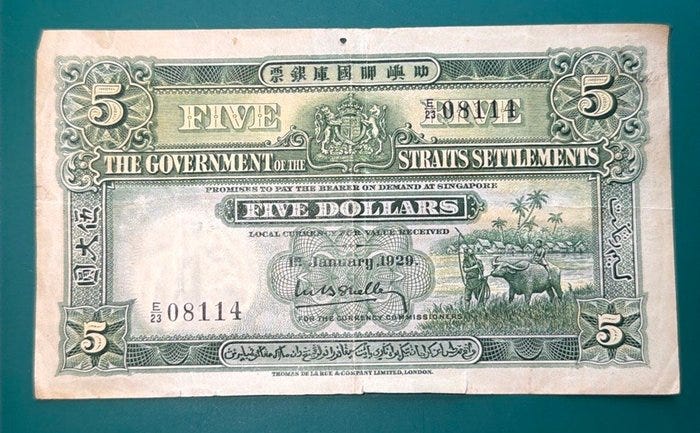 票銀庫國呷嶼叻
5 FIVE E/23 08114 5
THE GOVERNMENT OF THE STRAITS SETTLEMENTS
PROMISES TO PAY THE BEARER ON DEMAND AT SINGAPORE
FIVE DOLLARS
LOCAL CURRENCY FOR VALUE RECEIVED
伍大圓
1st January, 1929.
E/23 08114
FOR THE CURRENCY COMMISSIONERS
5 5
THOMAS DE LA RUE & COMPANY LIMITED, LONDON.